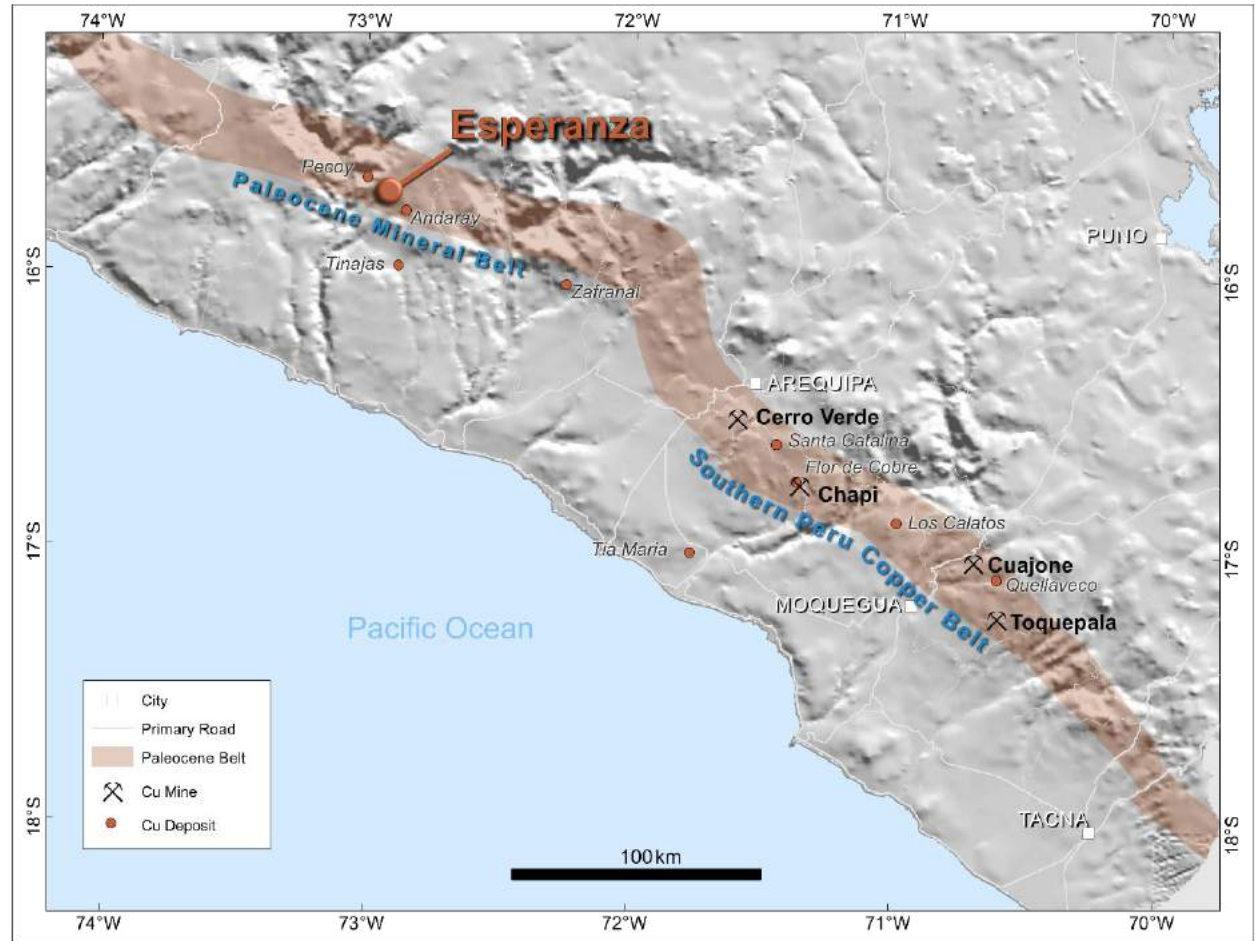 74°W 73°W 72°W 71°W 70°W
Esperanza
Pecoy
Paleocene Mineral Belt
Andaray
Tinajas
Zafranal
PUNO
16°S 16°S
AREQUIPA
Cerro Verde
Santa Catalina
Flor de Cobre
Chapi
Southern Peru Copper Belt
Los Calatos
Tia Maria
17°S 17°S
Cuajone
Quellaveco
MOQUEGUA
Toquepala
Pacific Ocean
City
Primary Road
Paleocene Belt
Cu Mine
Cu Deposit
18°S 18°S
TACNA
100 km
74°W 73°W 72°W 71°W 70°W